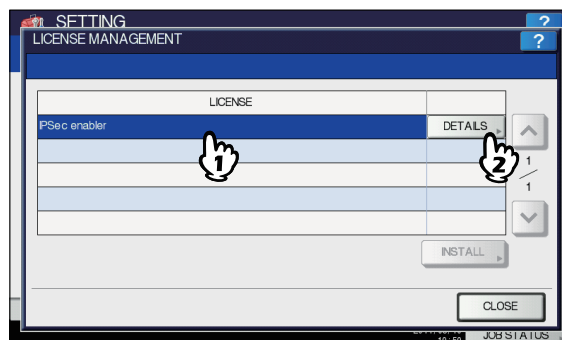 SETTING
?
LICENSE MANAGEMENT
?
LICENSE
IPSec enabler
DETAILS
1
2
1
1
INSTALL
CLOSE
JOB STATUS